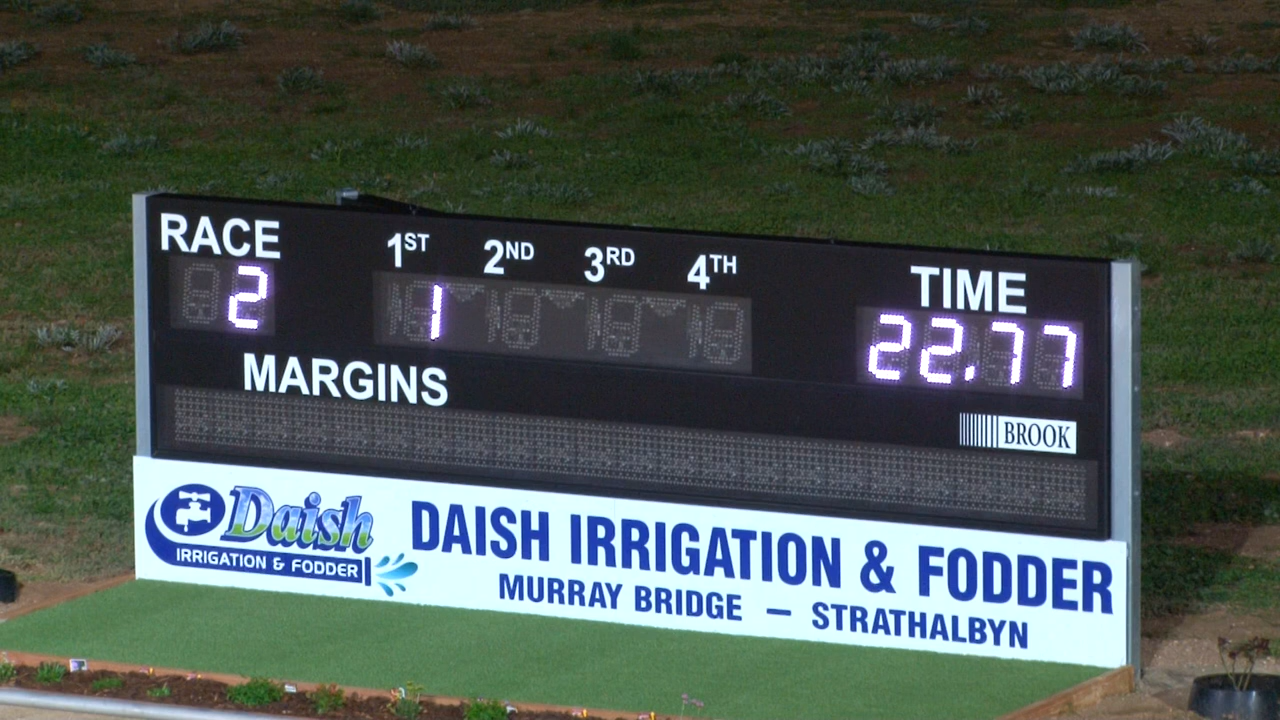 RACE 1ST 2ND 3RD 4TH TIME
2 1 22.77
MARGINS
BROOK
Daish
IRRIGATION & FODDER
DAISH IRRIGATION & FODDER
MURRAY BRIDGE — STRATHALBYN